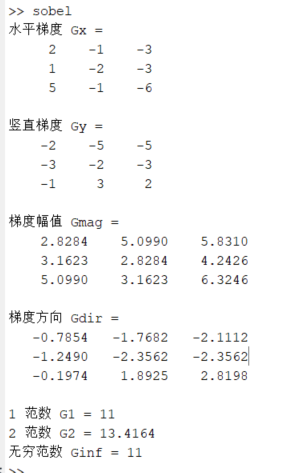 >> sobel
水平梯度 Gx =
2 -1 -3
1 -2 -3
5 -1 -6
竖直梯度 Gy =
-2 -5 -5
-3 -2 -3
-1 3 2
梯度幅值 Gmag =
2.8284 5.0990 5.8310
3.1623 2.8284 4.2426
5.0990 3.1623 6.3246
梯度方向 Gdir =
-0.7854 -1.7682 -2.1112
-1.2490 -2.3562 -2.3562
-0.1974 1.8925 2.8198
1 范数 G1 = 11
2 范数 G2 = 13.4164
无穷范数 Ginf = 11
>>